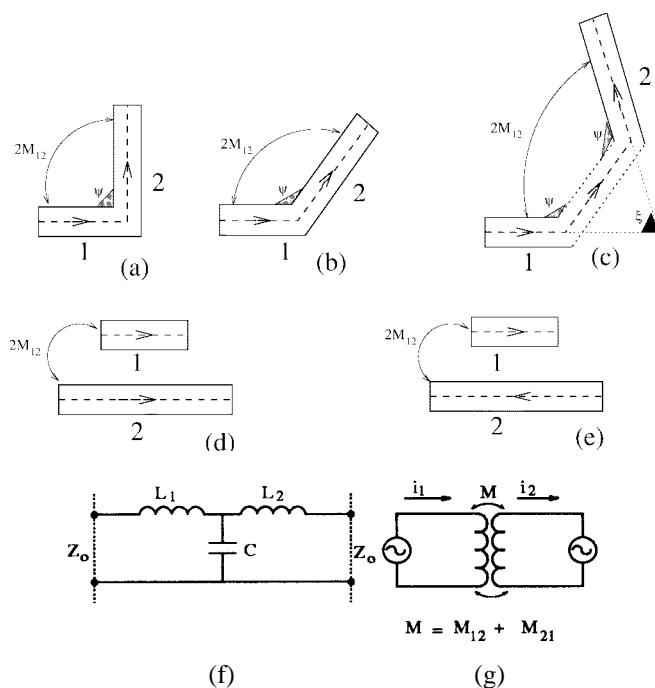 2M₁₂
ψ
2
1
(a)
2M₁₂
ψ
2
1
(b)
2M₁₂
ψ
ψ
2
1
ξ
(c)
2M₁₂
1
2
(d)
2M₁₂
1
2
(e)
L₁ L₂
Zₒ C Zₒ
(f)
i₁ M i₂
M = M₁₂ + M₂₁
(g)